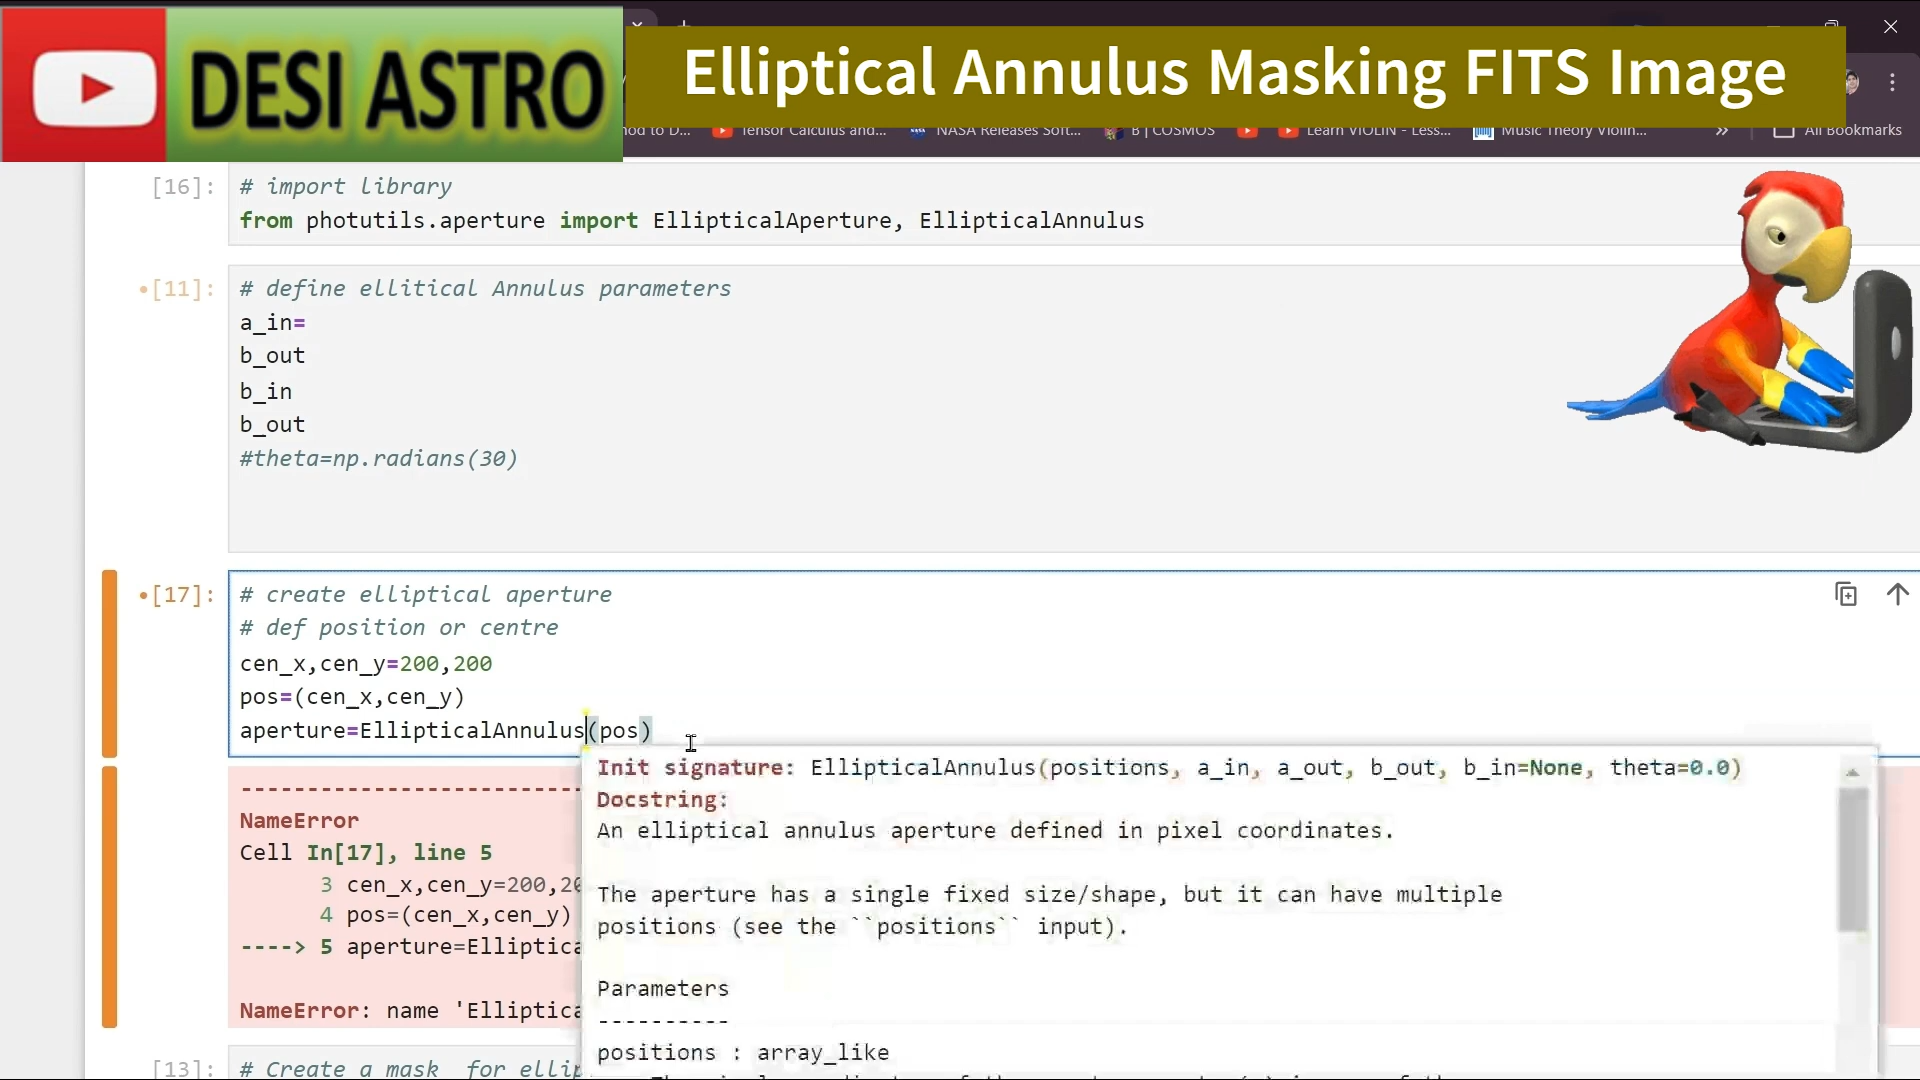 DESI ASTRO
Elliptical Annulus Masking FITS Image
nod to D...
Tensor Calculus and...
NASA Releases Soft...
B | COSMOS
Learn VIOLIN - Less...
Music Theory Violin...
»
All Bookmarks
[16]:
# import library
from photutils.aperture import EllipticalAperture, EllipticalAnnulus
•[11]:
# define ellitical Annulus parameters
a_in=
b_out
b_in
b_out
#theta=np.radians(30)
•[17]:
# create elliptical aperture
# def position or centre
cen_x,cen_y=200,200
pos=(cen_x,cen_y)
aperture=EllipticalAnnulus(pos)
Init signature: EllipticalAnnulus(positions, a_in, a_out, b_out, b_in=None, theta=0.0)
Docstring:
An elliptical annulus aperture defined in pixel coordinates.
The aperture has a single fixed size/shape, but it can have multiple
positions (see the ``positions`` input).
Parameters
----------
positions : array_like
--------------------------
NameError
Cell In[17], line 5
3 cen_x,cen_y=200,20
4 pos=(cen_x,cen_y)
----> 5 aperture=Elliptica
NameError: name 'Elliptica
[13]:
# Create a mask  for ellip